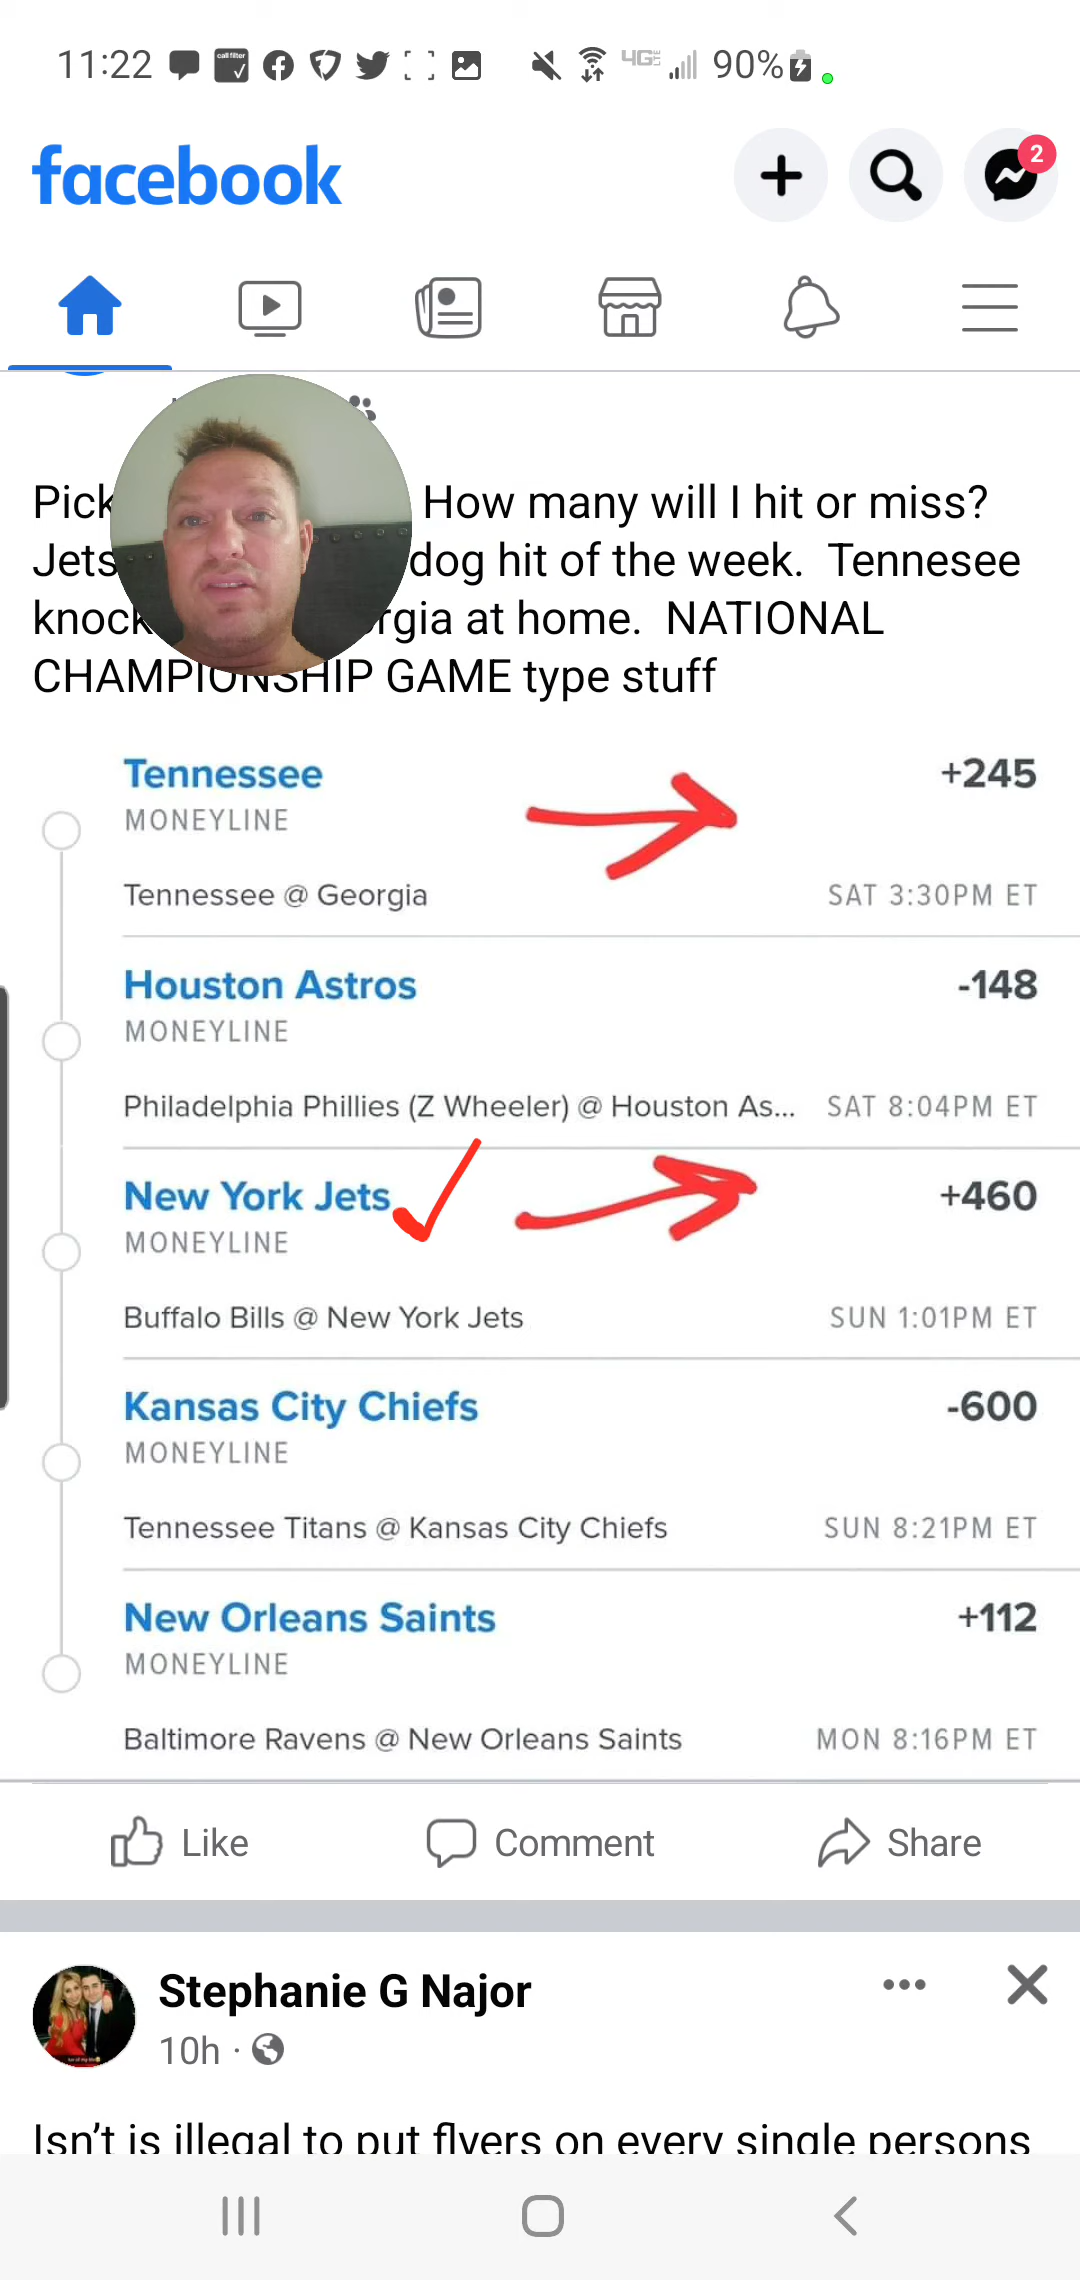 11:22
call filter
4GE
90%
facebook
2
Pick How many will I hit or miss?
Jets dog hit of the week. Tennesee
knock rgia at home. NATIONAL
CHAMPIONSHIP GAME type stuff
Tennessee +245
MONEYLINE
Tennessee @ Georgia SAT 3:30PM ET
Houston Astros -148
MONEYLINE
Philadelphia Phillies (Z Wheeler) @ Houston As... SAT 8:04PM ET
New York Jets +460
MONEYLINE
Buffalo Bills @ New York Jets SUN 1:01PM ET
Kansas City Chiefs -600
MONEYLINE
Tennessee Titans @ Kansas City Chiefs SUN 8:21PM ET
New Orleans Saints +112
MONEYLINE
Baltimore Ravens @ New Orleans Saints MON 8:16PM ET
Like Comment Share
Stephanie G Najor
10h ·
Isn't is illegal to put flyers on every single persons